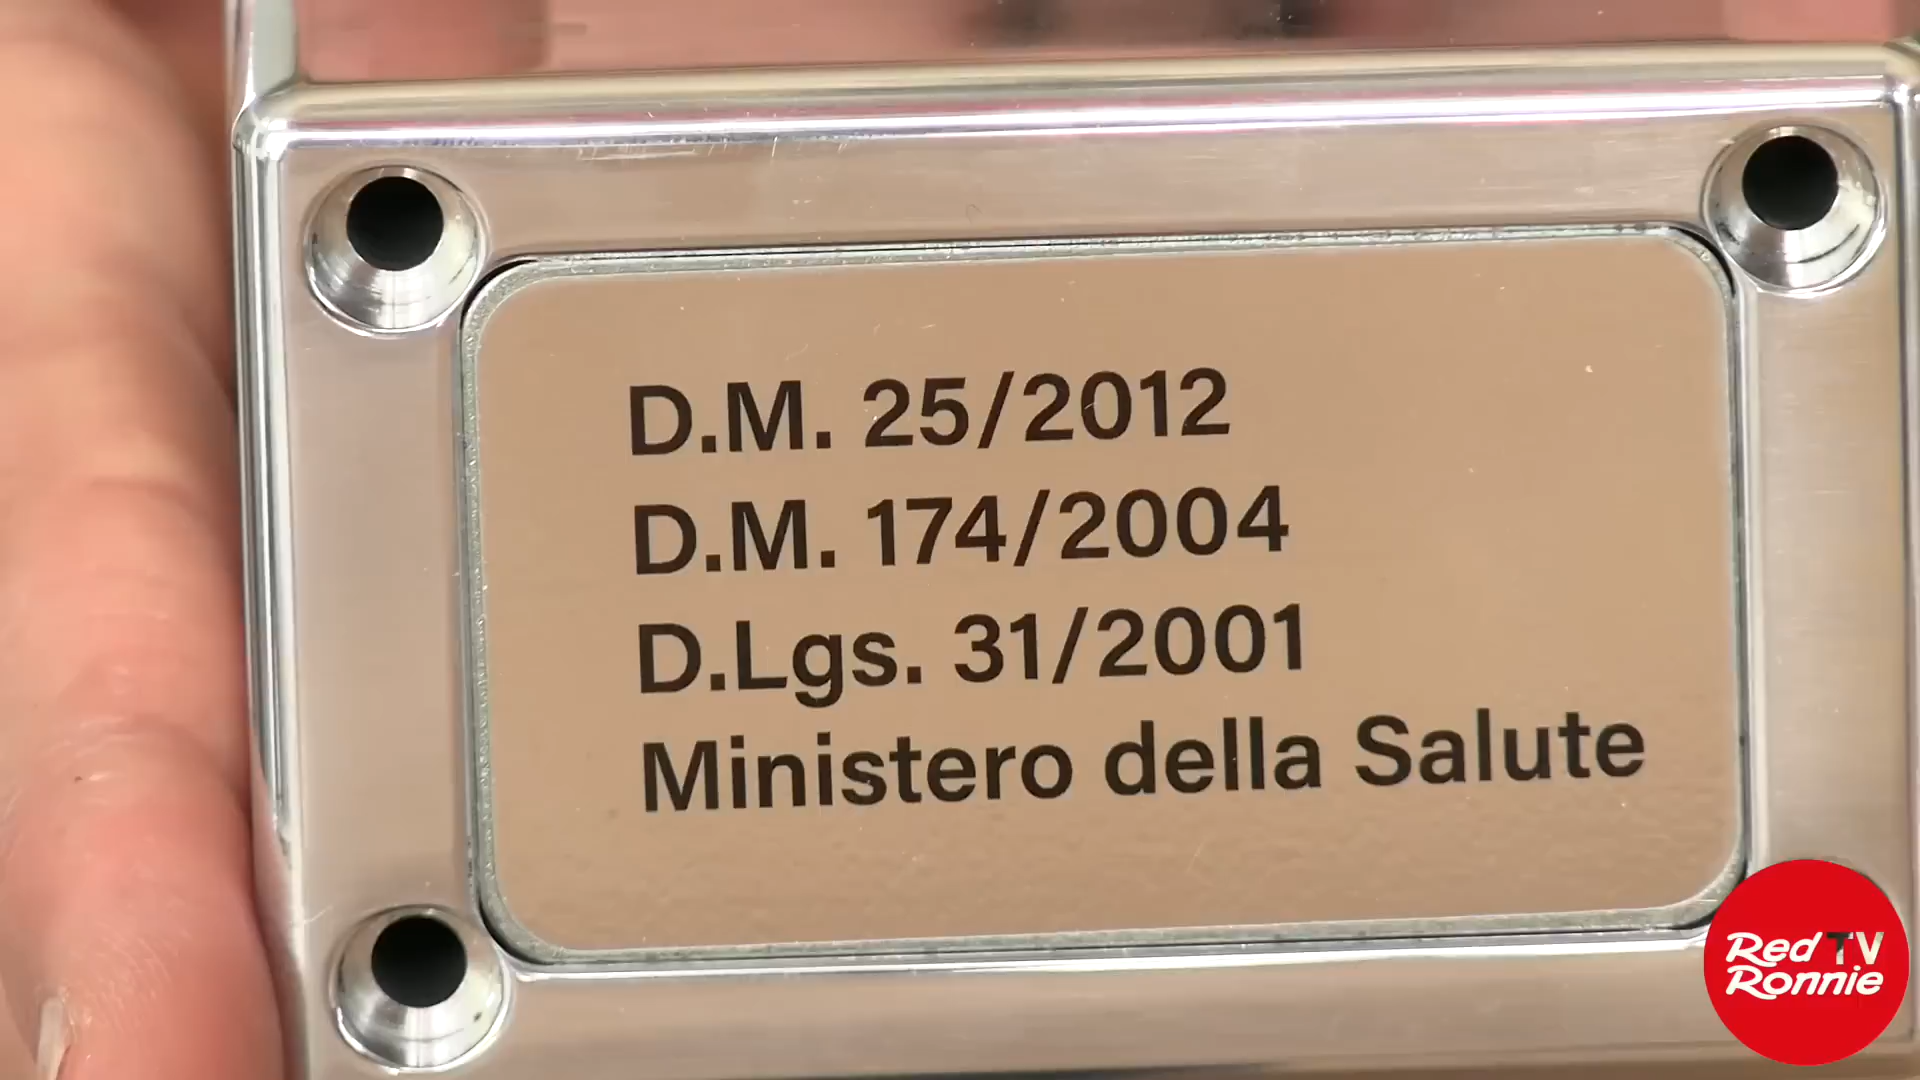 D.M. 25/2012
D.M. 174/2004
D.Lgs. 31/2001
Ministero della Salute
Red TV
Ronnie